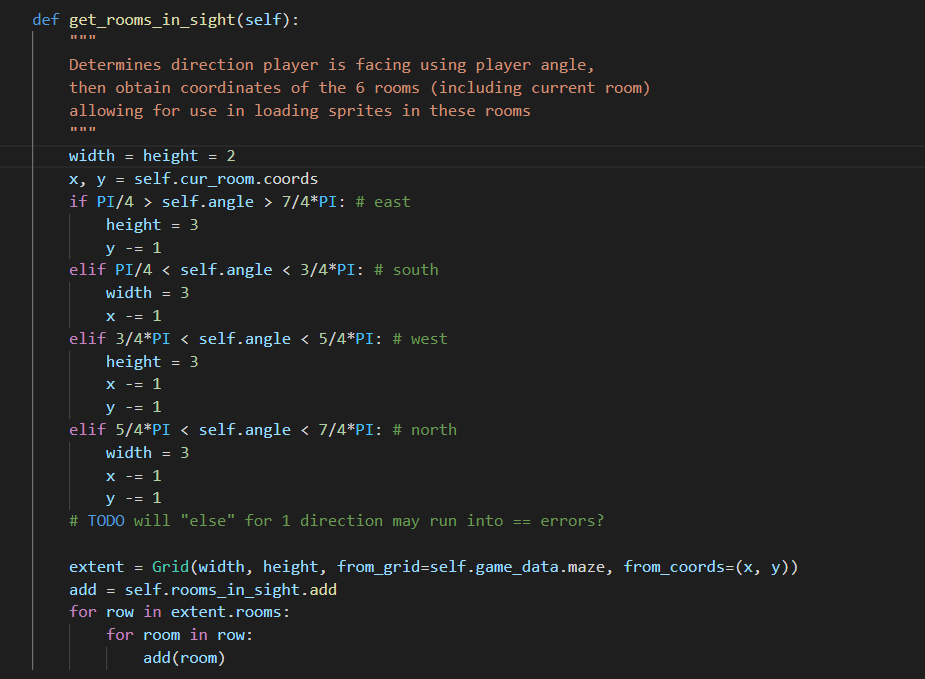 def get_rooms_in_sight(self):
    """
    Determines direction player is facing using player angle,
    then obtain coordinates of the 6 rooms (including current room)
    allowing for use in loading sprites in these rooms
    """
    width = height = 2
    x, y = self.cur_room.coords
    if PI/4 > self.angle > 7/4*PI: # east
        height = 3
        y -= 1
    elif PI/4 < self.angle < 3/4*PI: # south
        width = 3
        x -= 1
    elif 3/4*PI < self.angle < 5/4*PI: # west
        height = 3
        x -= 1
        y -= 1
    elif 5/4*PI < self.angle < 7/4*PI: # north
        width = 3
        x -= 1
        y -= 1
    # TODO will "else" for 1 direction may run into == errors?

    extent = Grid(width, height, from_grid=self.game_data.maze, from_coords=(x, y))
    add = self.rooms_in_sight.add
    for row in extent.rooms:
        for room in row:
            add(room)